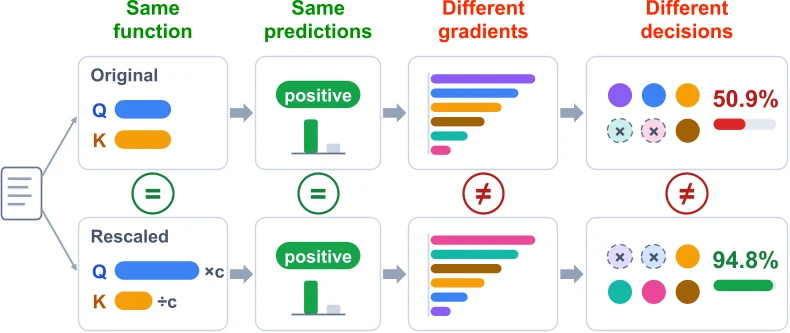 Same
function
Same
predictions
Different
gradients
Different
decisions
Original
Q
K
positive
50.9%
× ×
= = ≠ ≠
Rescaled
Q ×c
K ÷c
positive
× ×
94.8%